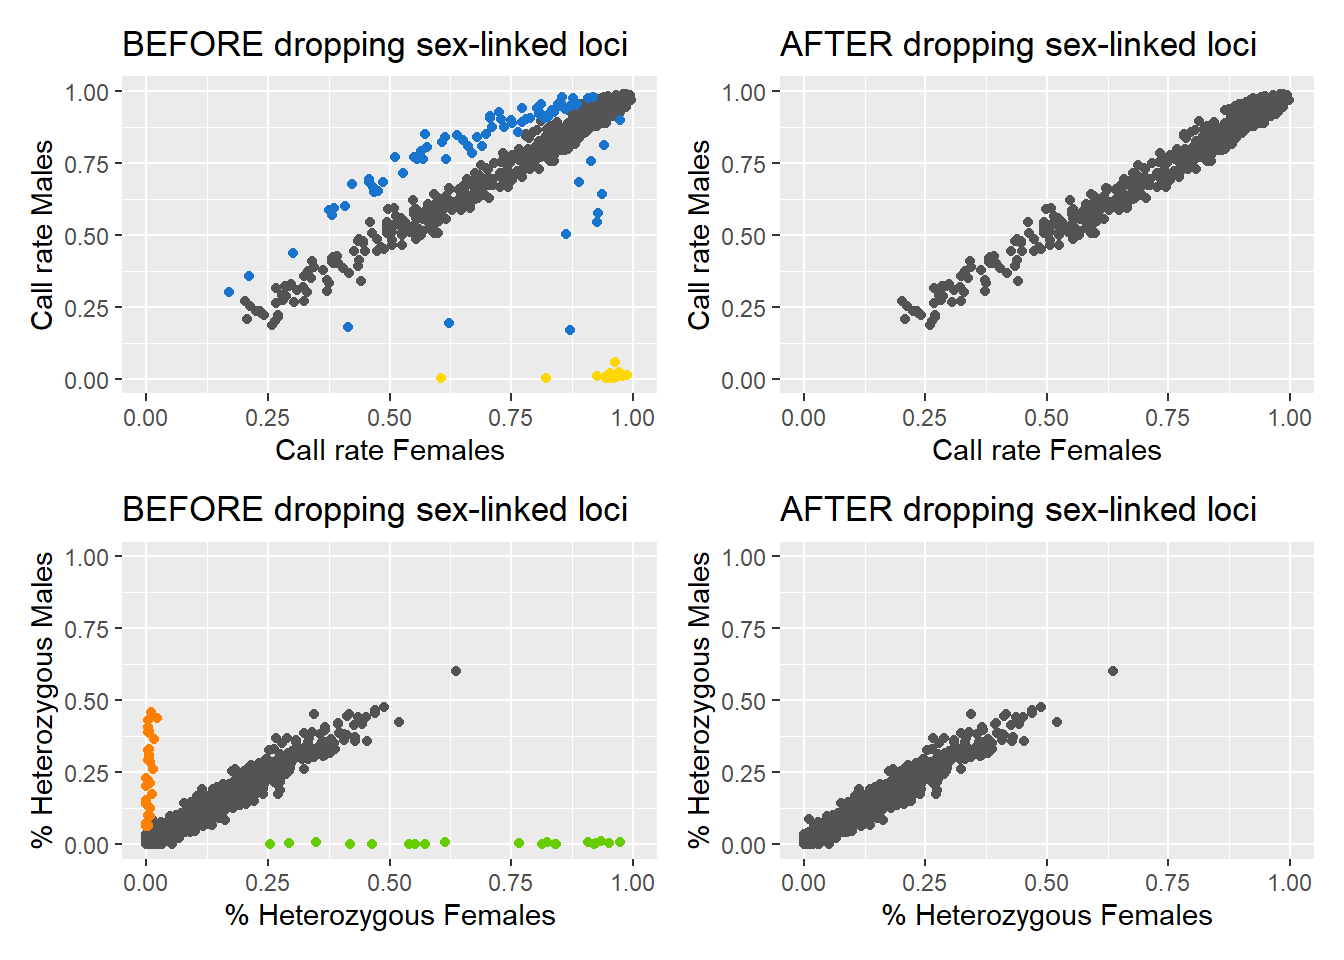 BEFORE dropping sex-linked loci
AFTER dropping sex-linked loci
Call rate Males
1.00
0.75
0.50
0.25
0.00
0.00 0.25 0.50 0.75 1.00
Call rate Females
Call rate Males
1.00
0.75
0.50
0.25
0.00
0.00 0.25 0.50 0.75 1.00
Call rate Females
BEFORE dropping sex-linked loci
AFTER dropping sex-linked loci
% Heterozygous Males
1.00
0.75
0.50
0.25
0.00
0.00 0.25 0.50 0.75 1.00
% Heterozygous Females
% Heterozygous Males
1.00
0.75
0.50
0.25
0.00
0.00 0.25 0.50 0.75 1.00
% Heterozygous Females